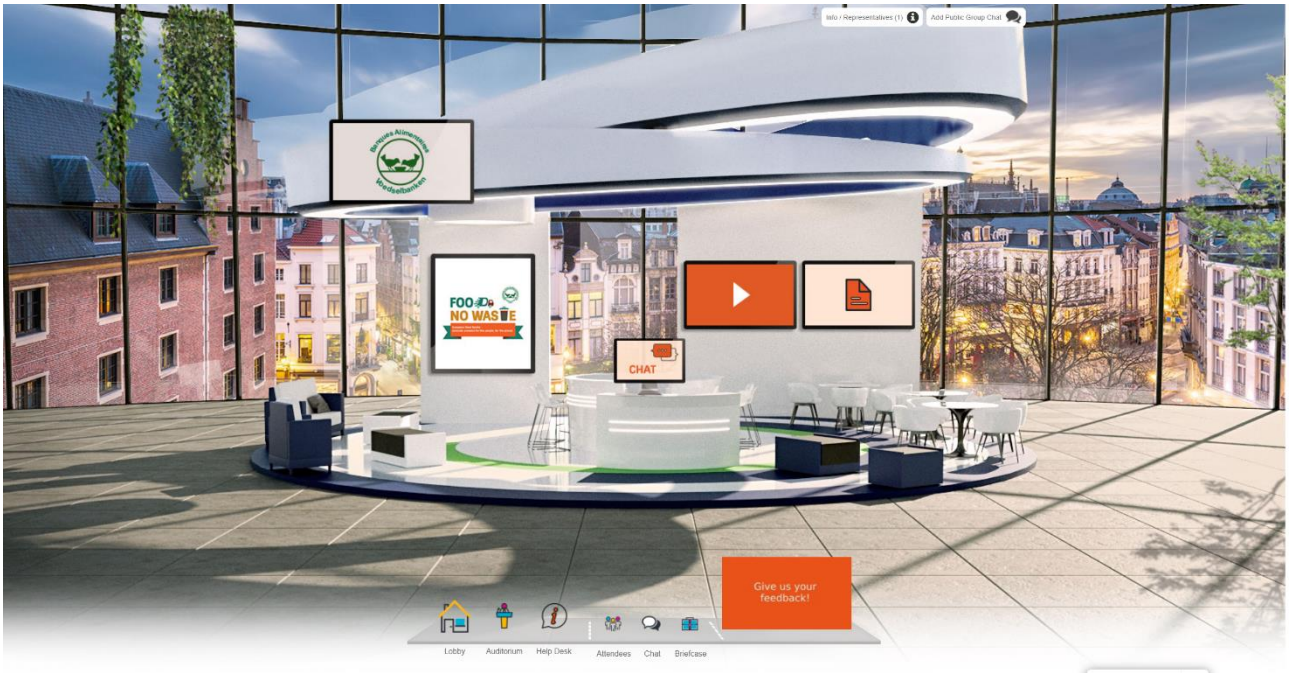 Info / Representatives (1)
Add Public Group Chat
Banques Alimentaires
Voedselbanken
FOOD
NO WASTE
CHAT
Give us your
feedback!
Lobby
Auditorium
Help Desk
Attendees
Chat
Briefcase